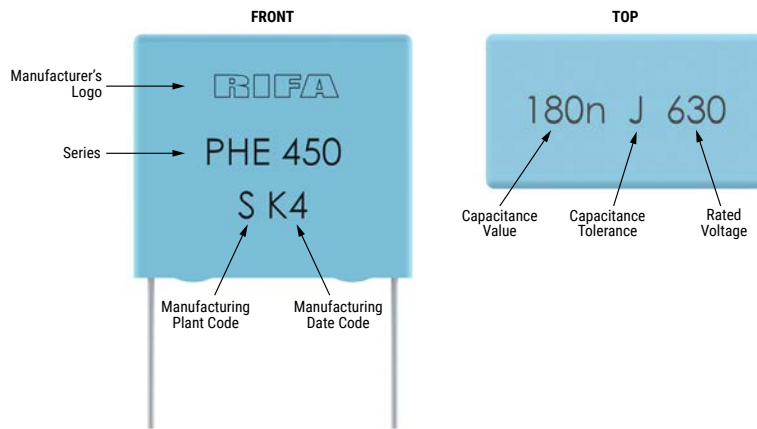 FRONT
TOP
Manufacturer's
Logo
RIFA
Series
PHE 450
S K4
180n J 630
Capacitance
Value
Capacitance
Tolerance
Rated
Voltage
Manufacturing
Plant Code
Manufacturing
Date Code